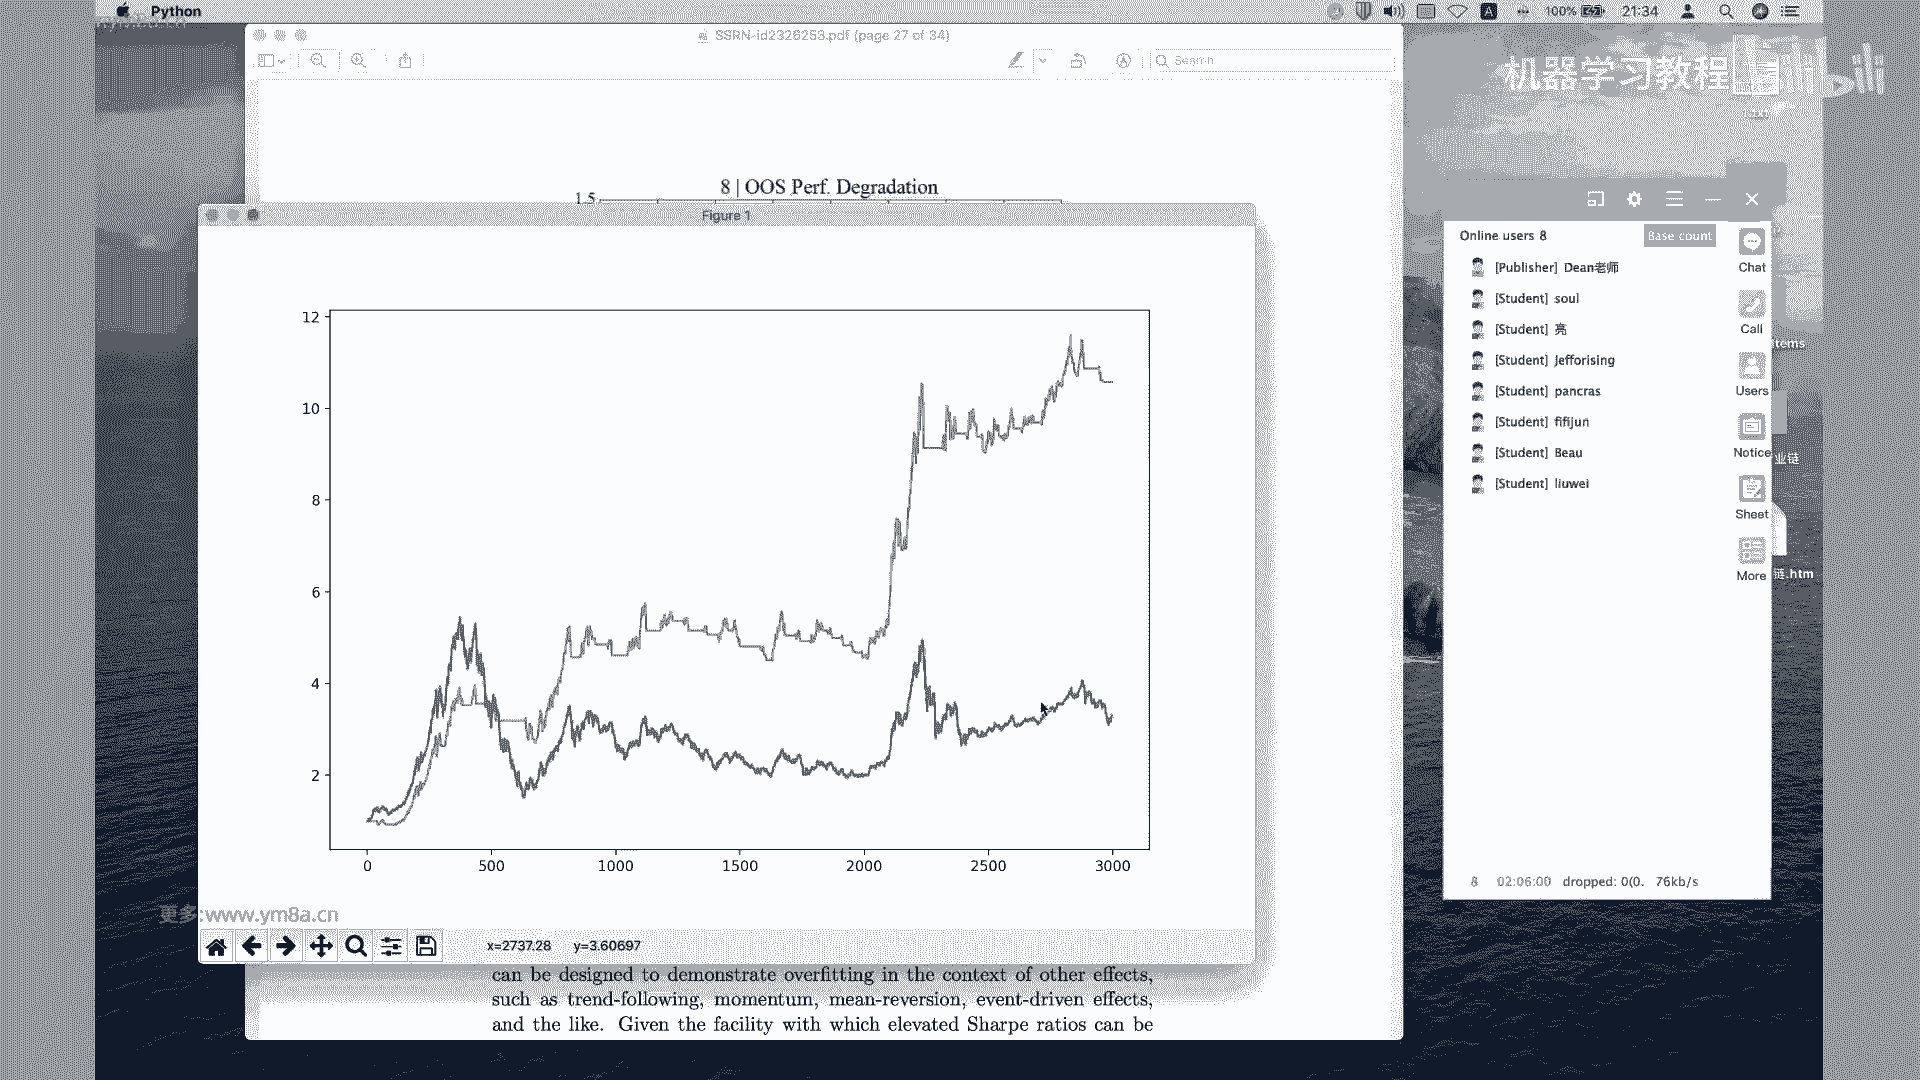 Python
100%
21:34
SSRN-id2326253.pdf (page 27 of 34)
Search
机器学习教程
1.txt
8 | OOS Perf. Degradation
1.5
Figure 1
12
10
8
6
4
2
0 500 1000 1500 2000 2500 3000
更多:www.ym8a.cn
x=2737.28 y=3.60697
can be designed to demonstrate overfitting in the context of other effects,
such as trend-following, momentum, mean-reversion, event-driven effects,
and the like. Given the facility with which elevated Sharpe ratios can be
Online users 8
Base count
[Publisher] Dean老师
[Student] soul
[Student] 亮
[Student] Jefforising
[Student] pancras
[Student] fifijun
[Student] Beau
[Student] liuwei
Chat
Call
Users
Notice
Sheet
More
items
业链
链.htm
8 02:06:00 dropped: 0(0. 76kb/s